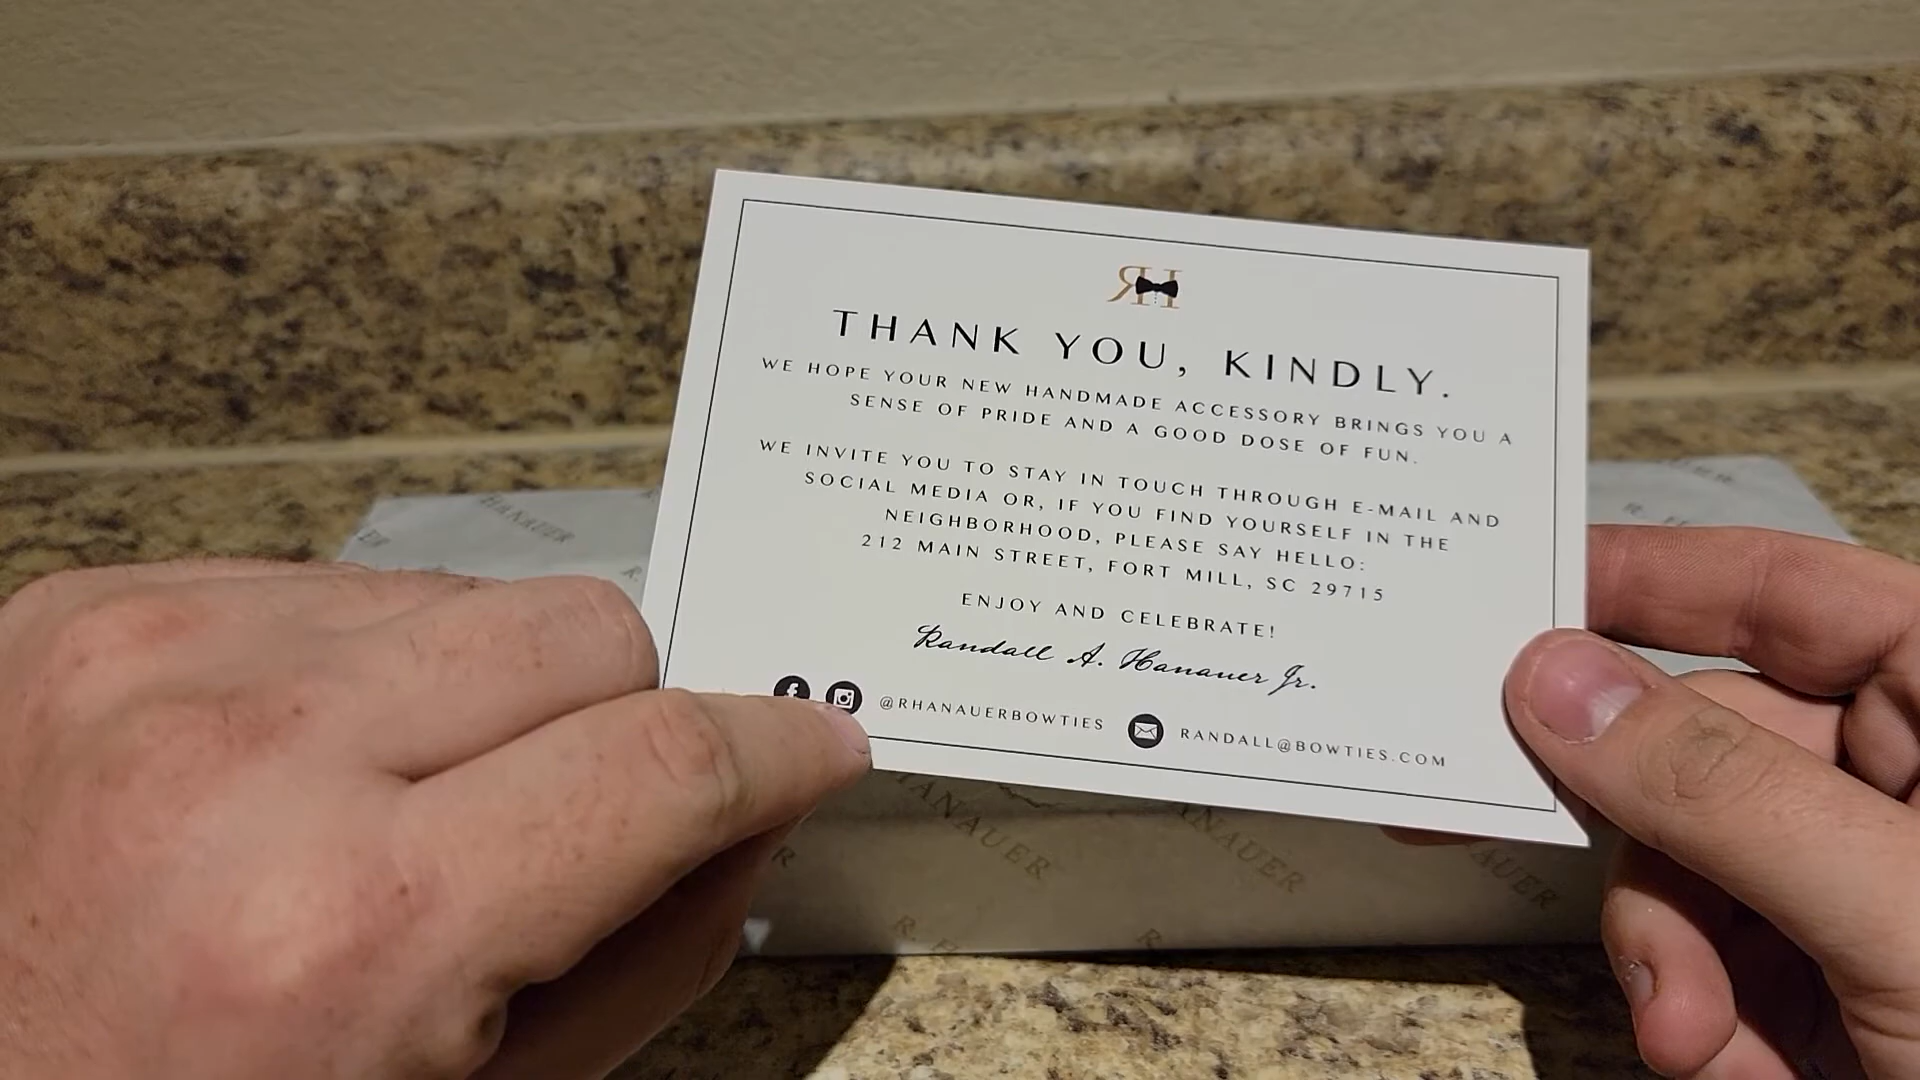 RH
THANK YOU, KINDLY.
WE HOPE YOUR NEW HANDMADE ACCESSORY BRINGS YOU A
SENSE OF PRIDE AND A GOOD DOSE OF FUN.
WE INVITE YOU TO STAY IN TOUCH THROUGH E-MAIL AND
SOCIAL MEDIA OR, IF YOU FIND YOURSELF IN THE
NEIGHBORHOOD, PLEASE SAY HELLO:
212 MAIN STREET, FORT MILL, SC 29715
ENJOY AND CELEBRATE!
Randall A. Hanauer Jr.
@RHANAUERBOWTIES RANDALL@BOWTIES.COM
HANAUER
HANAUER